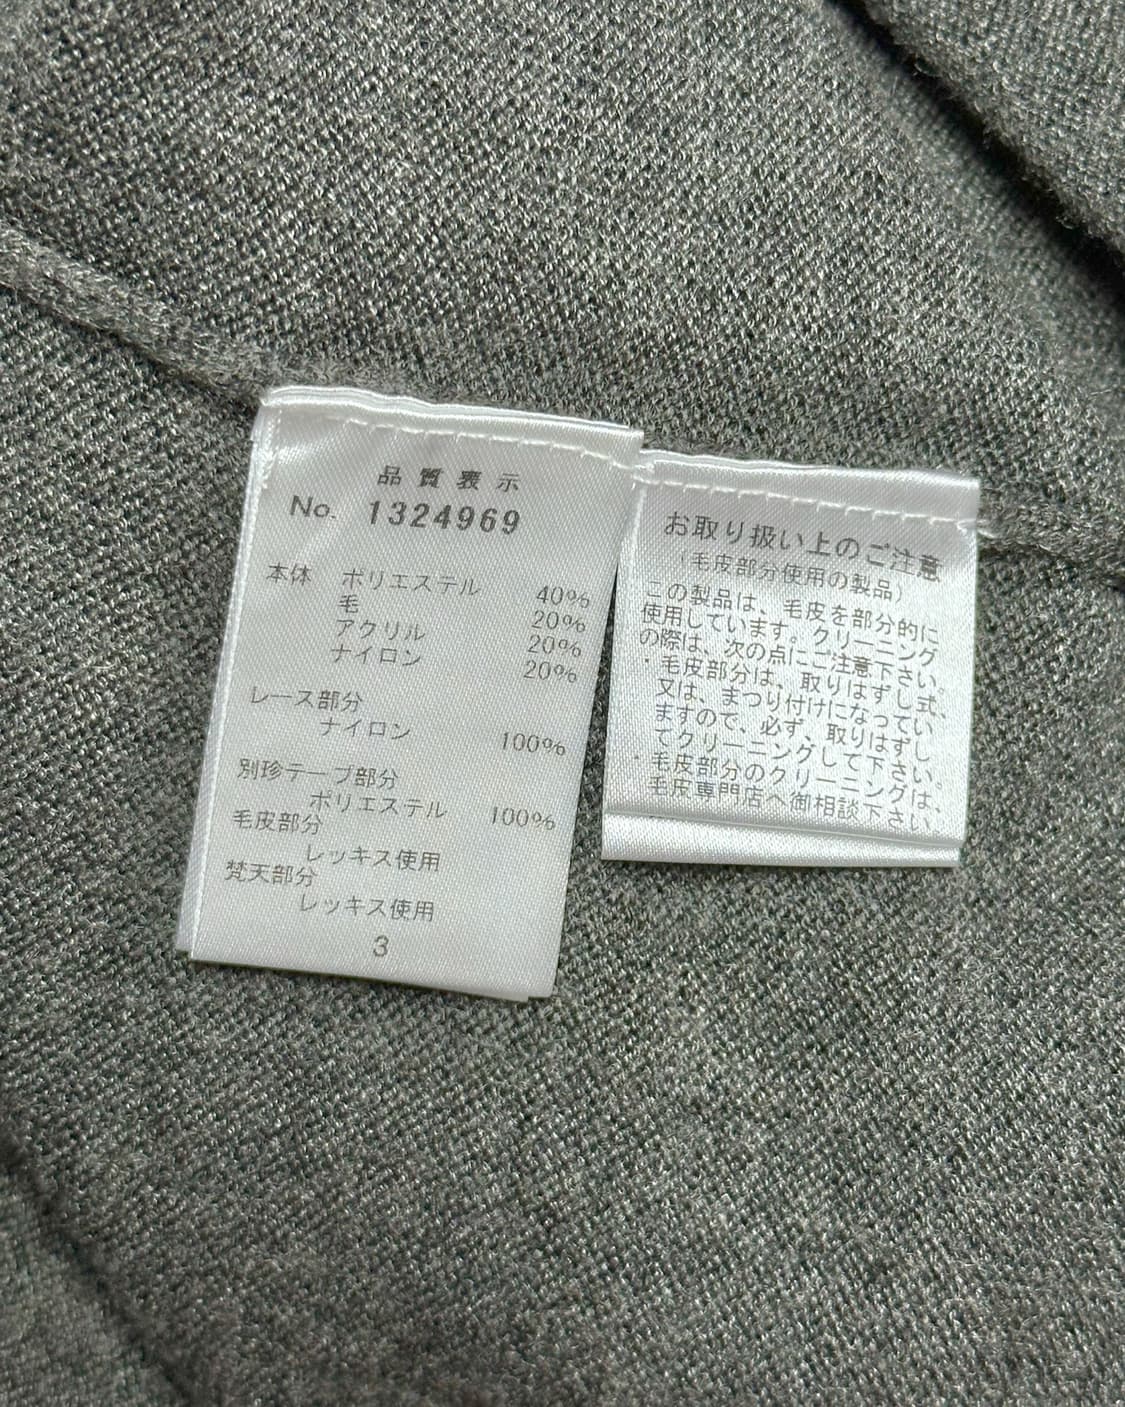 品質表示
No. 1324969
本体 ポリエステル 40%
毛 20%
アクリル 20%
ナイロン 20%
レース部分
ナイロン 100%
別珍テープ部分
ポリエステル 100%
毛皮部分
レッキス使用
梵天部分
レッキス使用
3
お取り扱い上のご注意
（毛皮部分使用の製品）
この製品は、毛皮を部分的に
使用しています。クリーニング
の際は、次の点にご注意下さい。
・毛皮部分は、取りはずし式、
又は、まつり付けになってい
ますので、必ず、取りはずし
てクリーニングして下さい。
・毛皮部分のクリーニングは、
毛皮専門店へ御相談下さい。